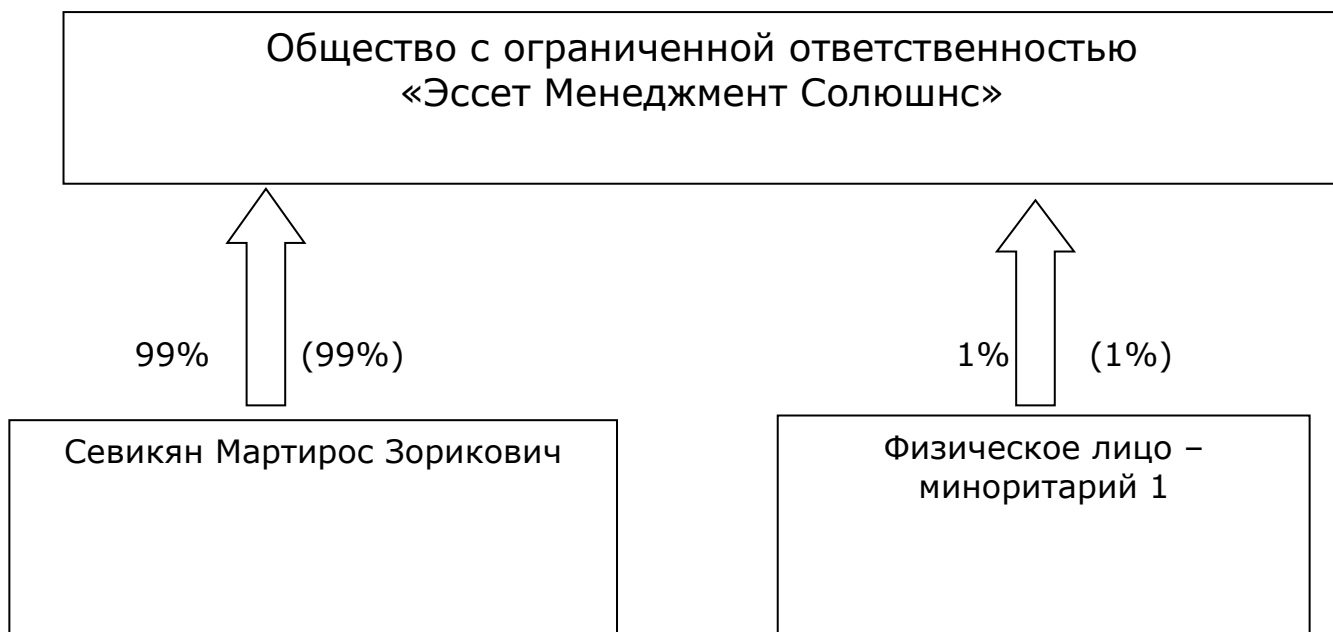 Общество с ограниченной ответственностью
«Эссет Менеджмент Солюшнс»
99% (99%)
1% (1%)
Севикян Мартирос Зорикович
Физическое лицо –
миноритарий 1